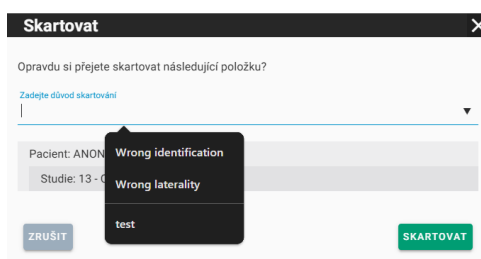 Skartovat
Opravdu si přejete skartovat následující položku?
Zadejte důvod skartování
Pacient: ANON
Wrong identification
Studie: 13 - 
Wrong laterality
test
ZRUŠIT
SKARTOVAT